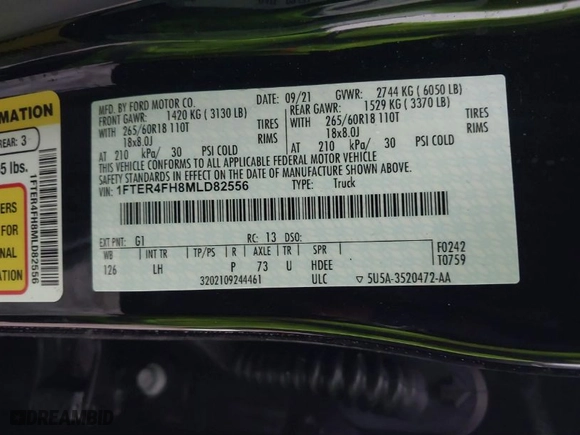 MATION
REAR: 3
5 lbs.
ERS
FOR
NAL
ATION
1FTER4FH8MLD82556
MFD. BY FORD MOTOR CO.
DATE: 09/21 GVWR: 2744 KG ( 6050 LB)
FRONT GAWR: 1420 KG ( 3130 LB)
REAR GAWR: 1529 KG ( 3370 LB)
WITH 265/60R18 110T TIRES
WITH 265/60R18 110T TIRES
18x8.0J RIMS
18x8.0J RIMS
AT 210 kPa/ 30 PSI COLD
AT 210 kPa/ 30 PSI COLD
THIS VEHICLE CONFORMS TO ALL APPLICABLE FEDERAL MOTOR VEHICLE
SAFETY STANDARDS IN EFFECT ON THE DATE OF MANUFACTURE SHOWN ABOVE.
VIN: 1FTER4FH8MLD82556 TYPE: Truck
EXT PNT: G1 RC: 13 DSO:
WB INT TR TP/PS R AXLE TR SPR
126 LH P 73 U HDEE
F0242
T0759
3202109244461 ULC
5U5A-3520472-AA
DREAMBID